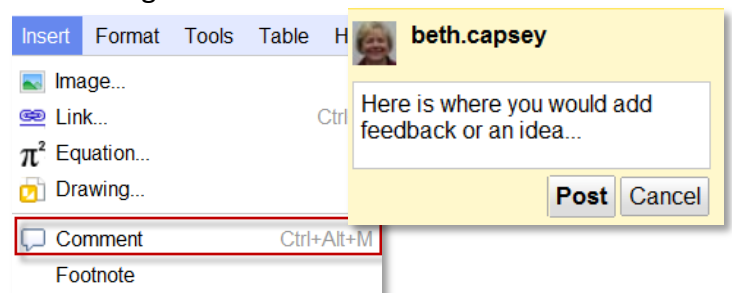 Insert Format Tools Table H
Image...
Link... Ctrl
π² Equation...
Drawing...
Comment Ctrl+Alt+M
Footnote
beth.capsey
Here is where you would add
feedback or an idea...
Post Cancel